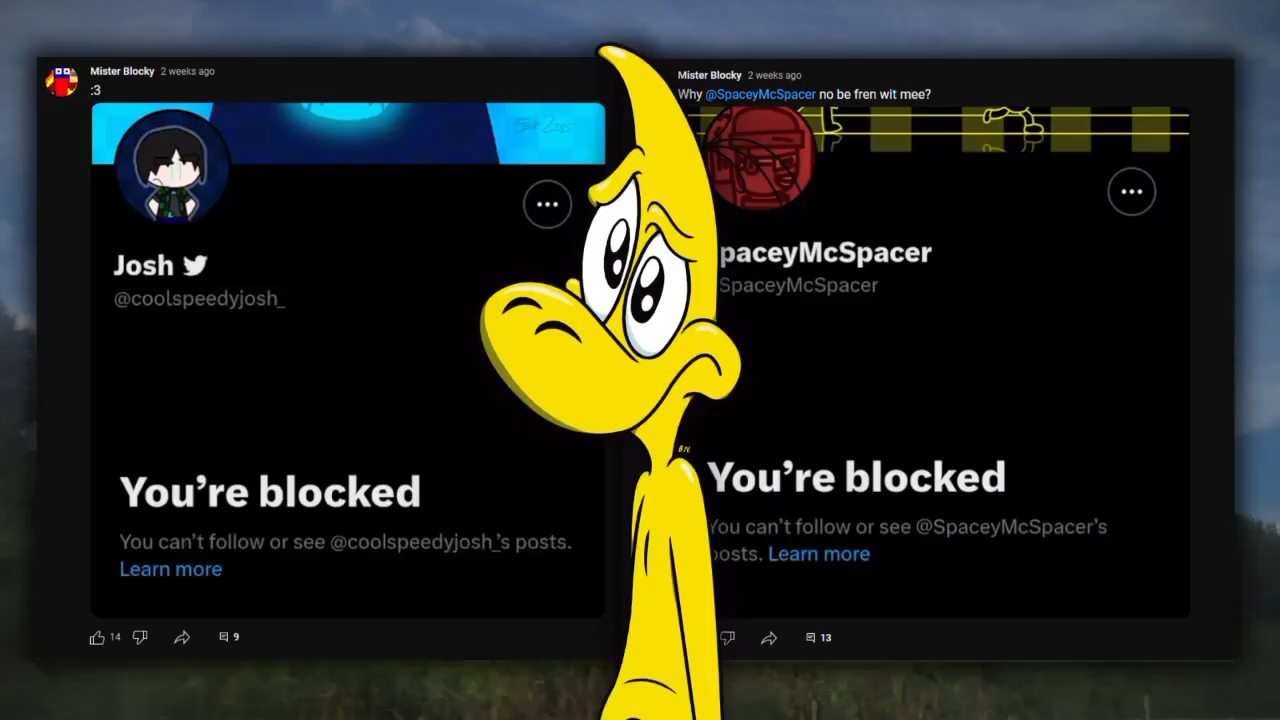 Mister Blocky 2 weeks ago
:3
Josh
@coolspeedyjosh_
You're blocked
You can't follow or see @coolspeedyjosh_'s posts.
Learn more
14
9
Mister Blocky 2 weeks ago
Why @SpaceyMcSpacer no be fren wit mee?
paceyMcSpacer
SpaceyMcSpacer
You're blocked
You can't follow or see @SpaceyMcSpacer's
posts. Learn more
13
B.N.